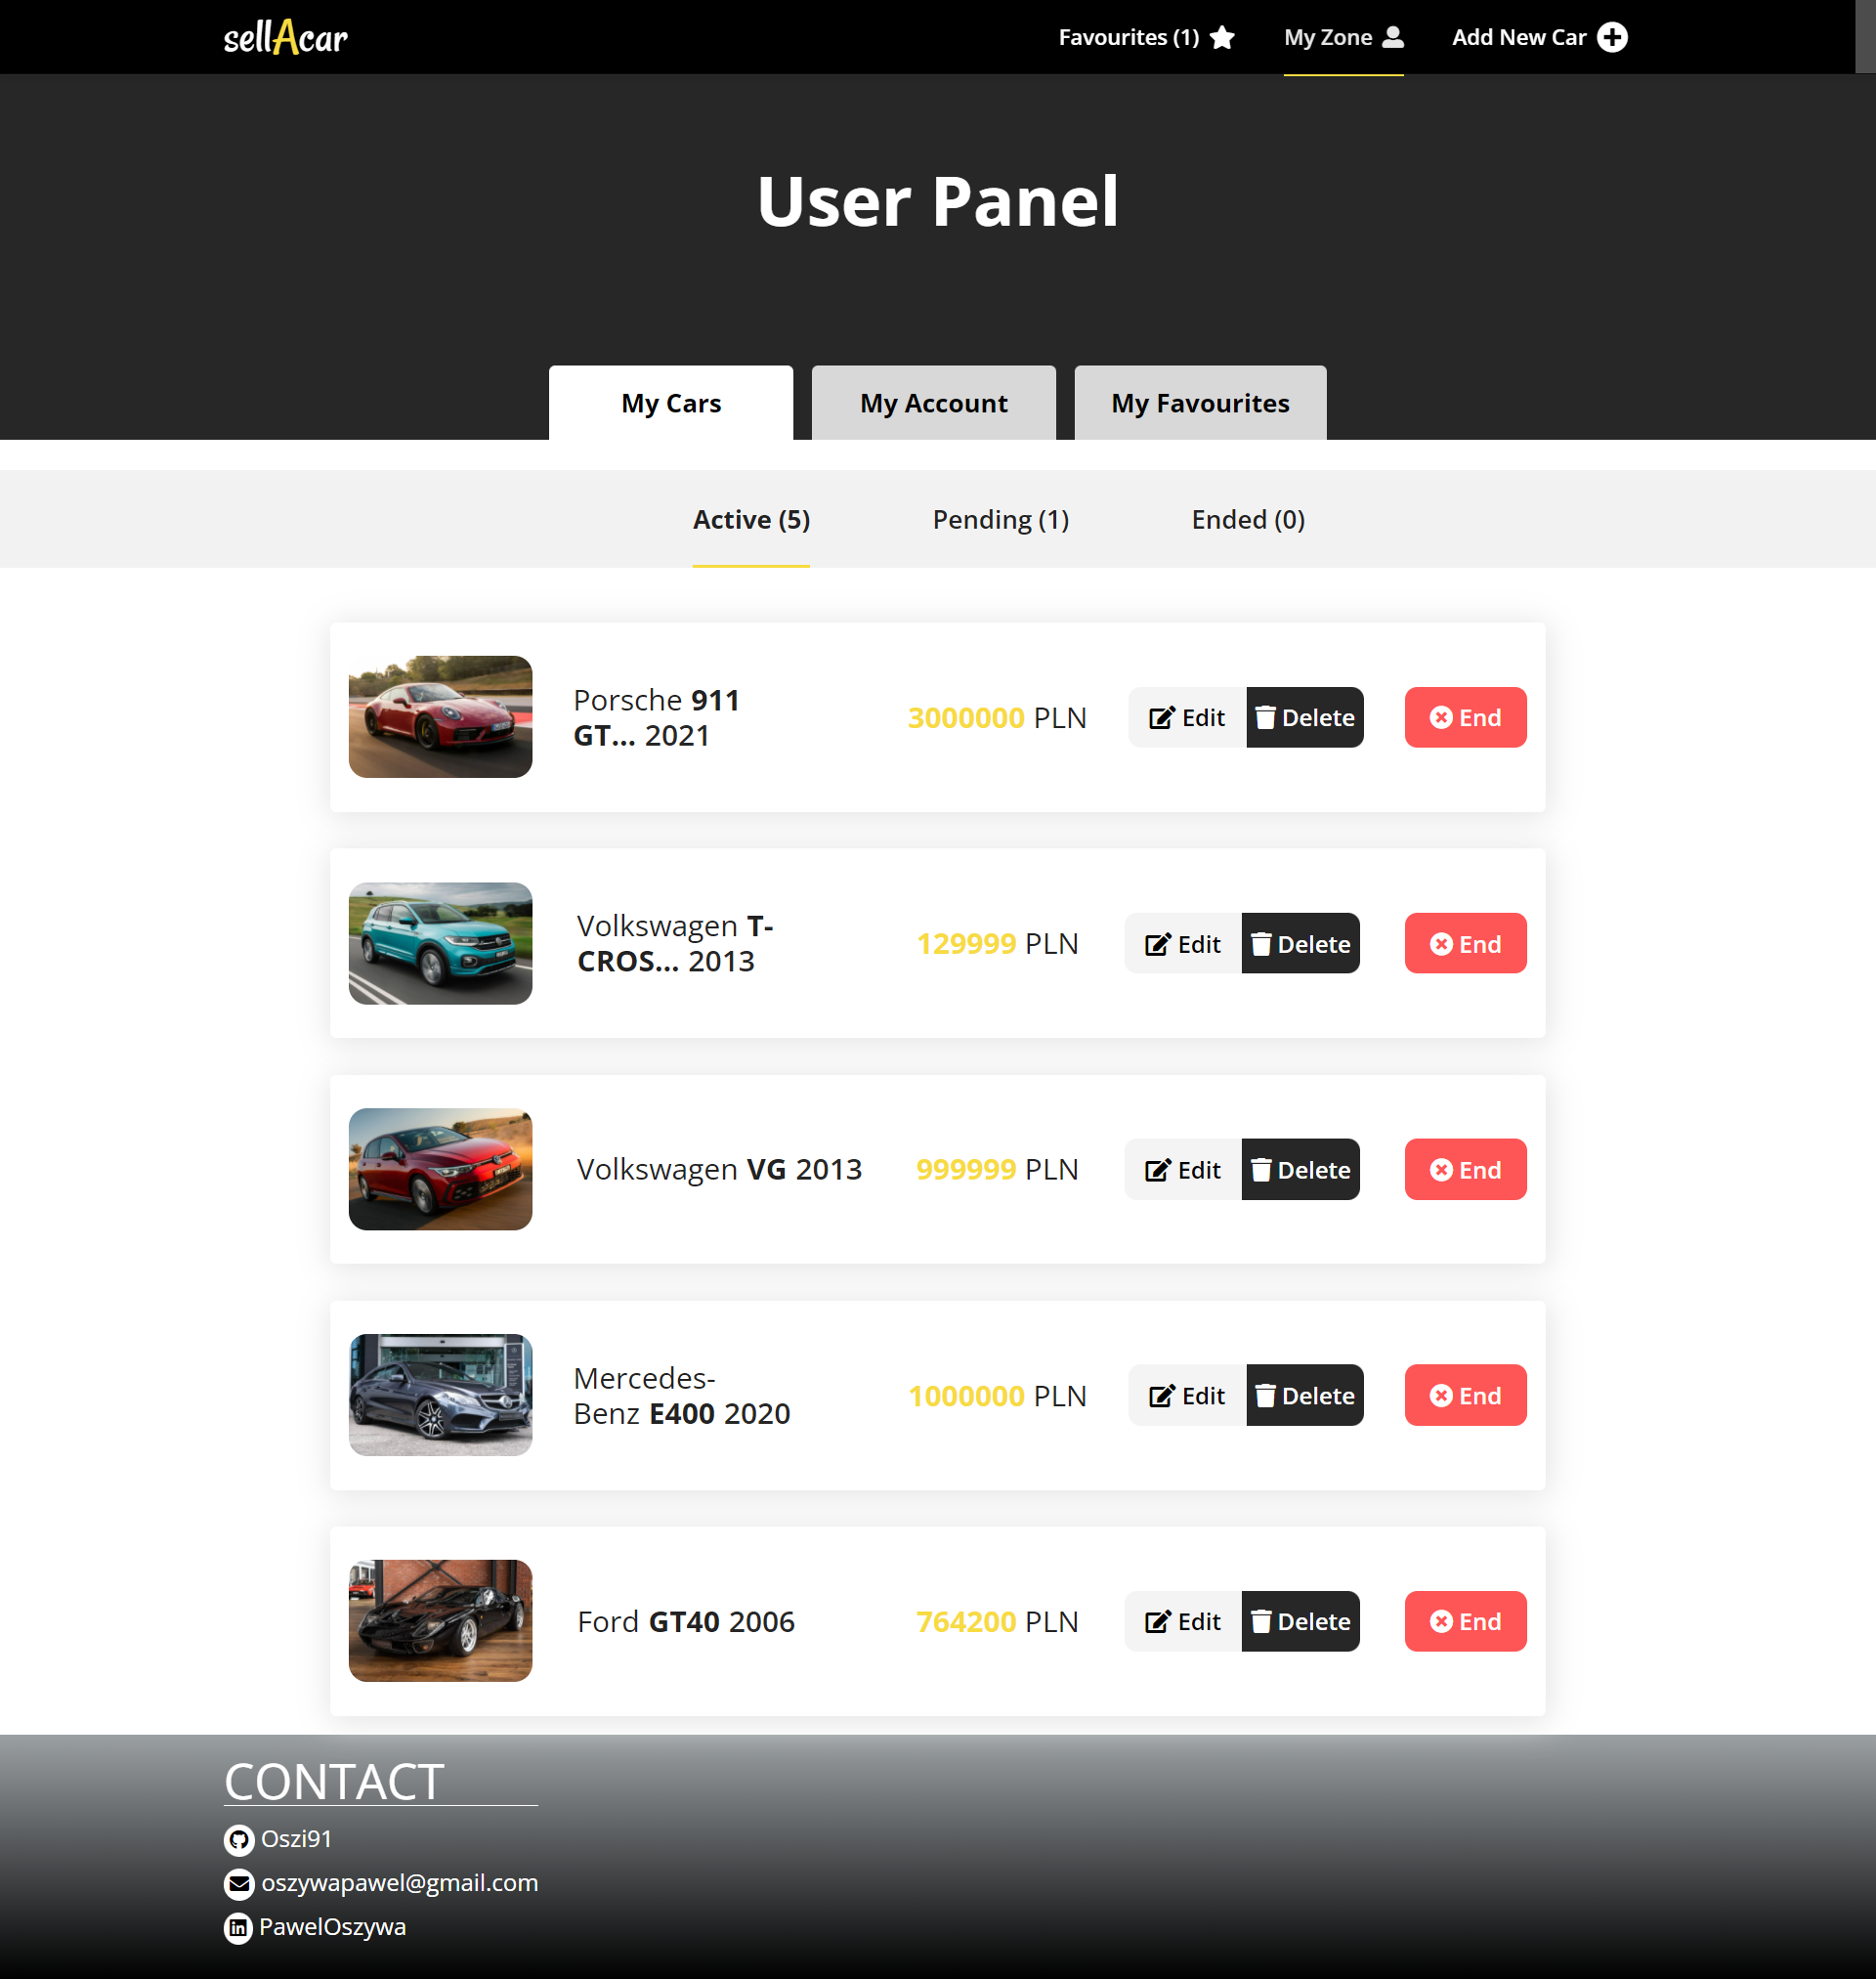 sellAcar
Favourites (1)
My Zone
Add New Car
User Panel
My Cars
My Account
My Favourites
Active (5)
Pending (1)
Ended (0)
Porsche 911
GT... 2021
3000000 PLN
Edit
Delete
End
Volkswagen T-
CROS... 2013
129999 PLN
Edit
Delete
End
Volkswagen VG 2013
999999 PLN
Edit
Delete
End
Mercedes-
Benz E400 2020
1000000 PLN
Edit
Delete
End
Ford GT40 2006
764200 PLN
Edit
Delete
End
CONTACT
Oszi91
oszywapawel@gmail.com
PawelOszywa